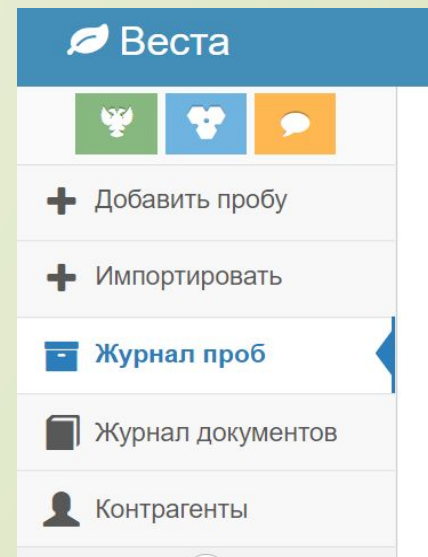 Веста
Добавить пробу
Импортировать
Журнал проб
Журнал документов
Контрагенты